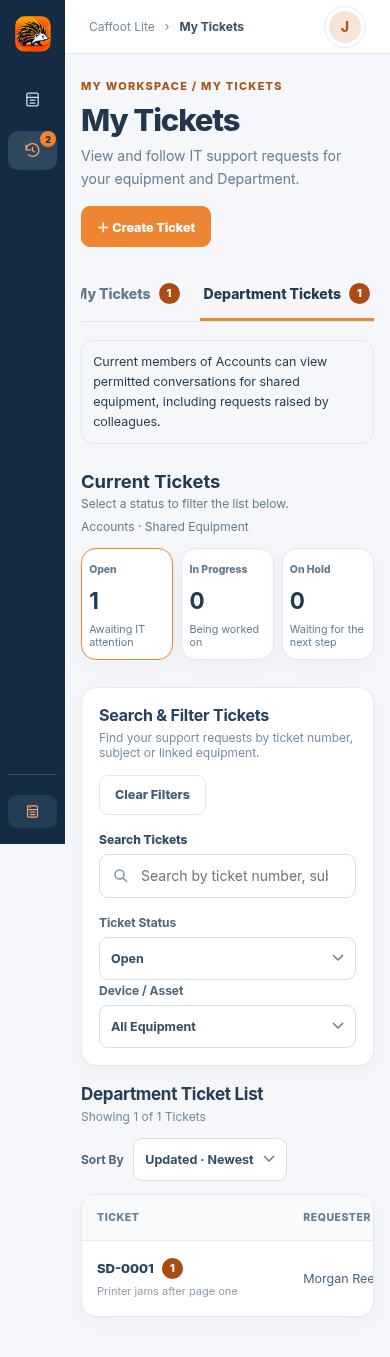 Caffoot Lite › My Tickets
J
2
MY WORKSPACE / MY TICKETS
My Tickets
View and follow IT support requests for
your equipment and Department.
+ Create Ticket
My Tickets 1 Department Tickets 1
Current members of Accounts can view
permitted conversations for shared
equipment, including requests raised by
colleagues.
Current Tickets
Select a status to filter the list below.
Accounts · Shared Equipment
Open
1
Awaiting IT
attention
In Progress
0
Being worked
on
On Hold
0
Waiting for the
next step
Search & Filter Tickets
Find your support requests by ticket number,
subject or linked equipment.
Clear Filters
Search Tickets
Search by ticket number, sub
Ticket Status
Open
Device / Asset
All Equipment
Department Ticket List
Showing 1 of 1 Tickets
Sort By Updated · Newest
TICKET REQUESTER
SD-0001 1
Printer jams after page one
Morgan Ree